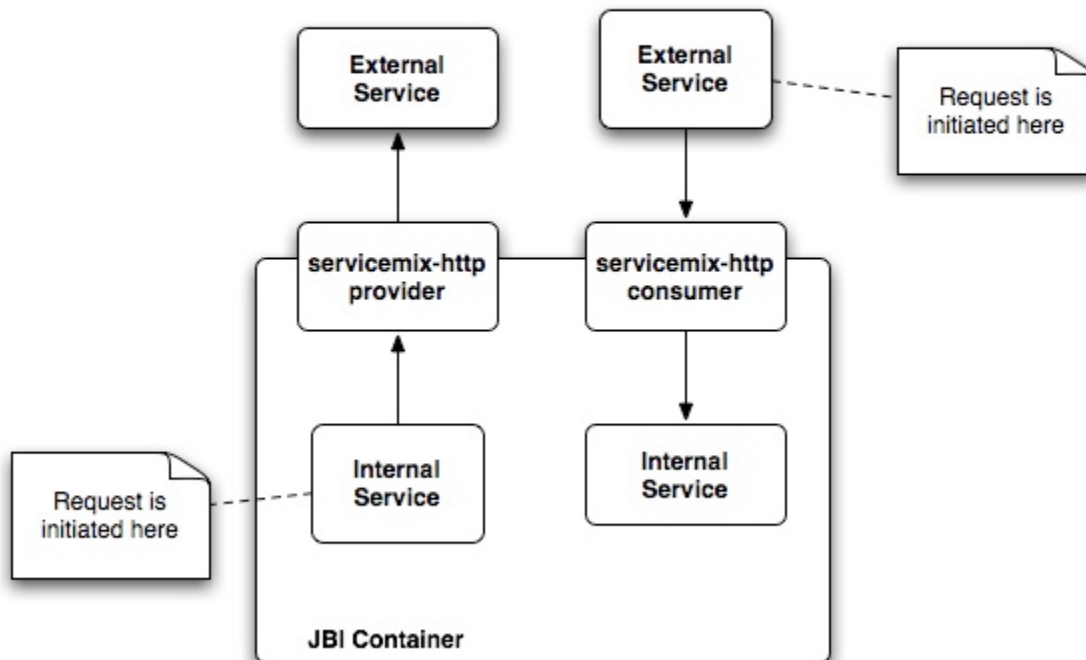 External
Service
External
Service
Request is
initiated here
servicemix-http
provider
servicemix-http
consumer
Internal
Service
Internal
Service
Request is
initiated here
JBI Container